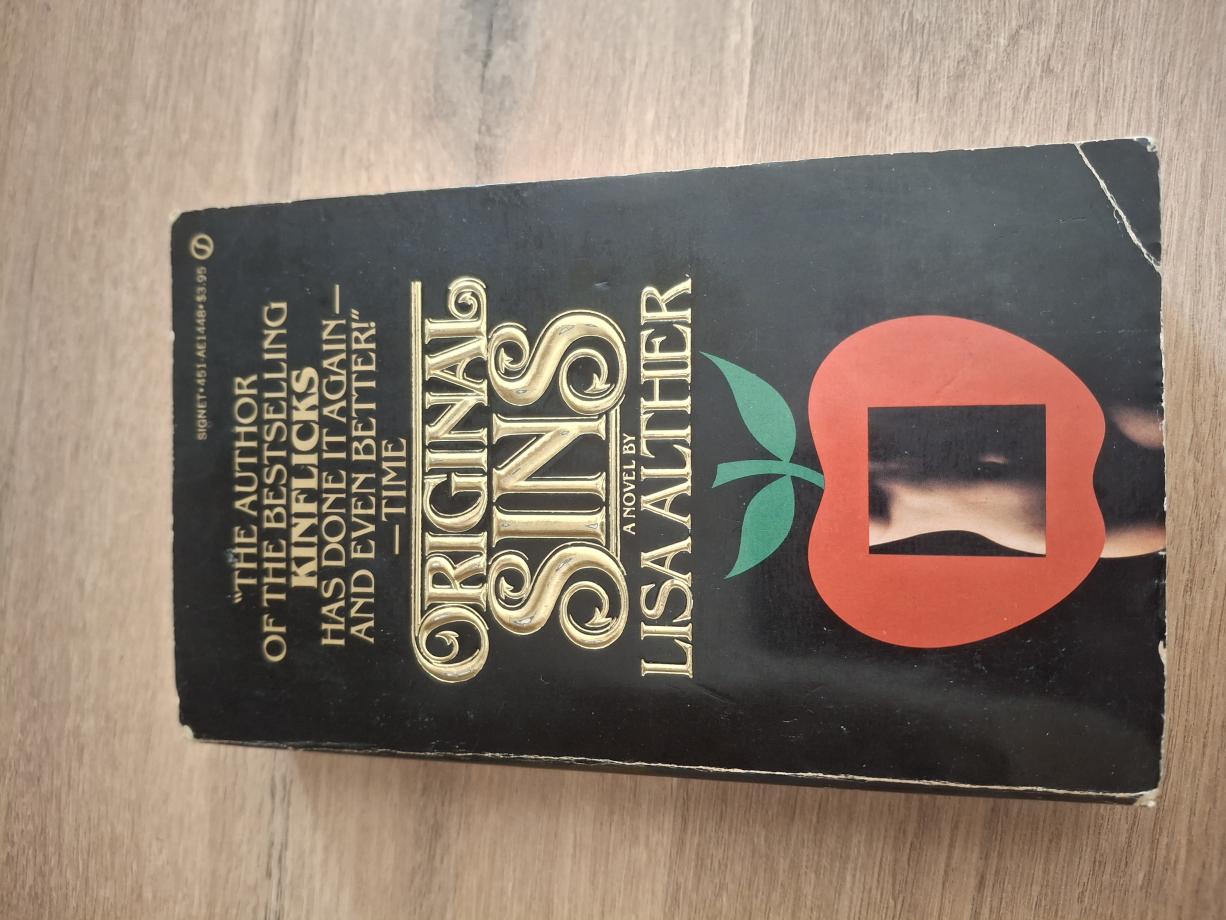 SIGNET • 451-AE1448 • $3.95
"THE AUTHOR
OF THE BESTSELLING
KINFLICKS
HAS DONE IT AGAIN—
AND EVEN BETTER!"
—TIME
ORIGINAL
SINS
A NOVEL BY
LISA ALTHER